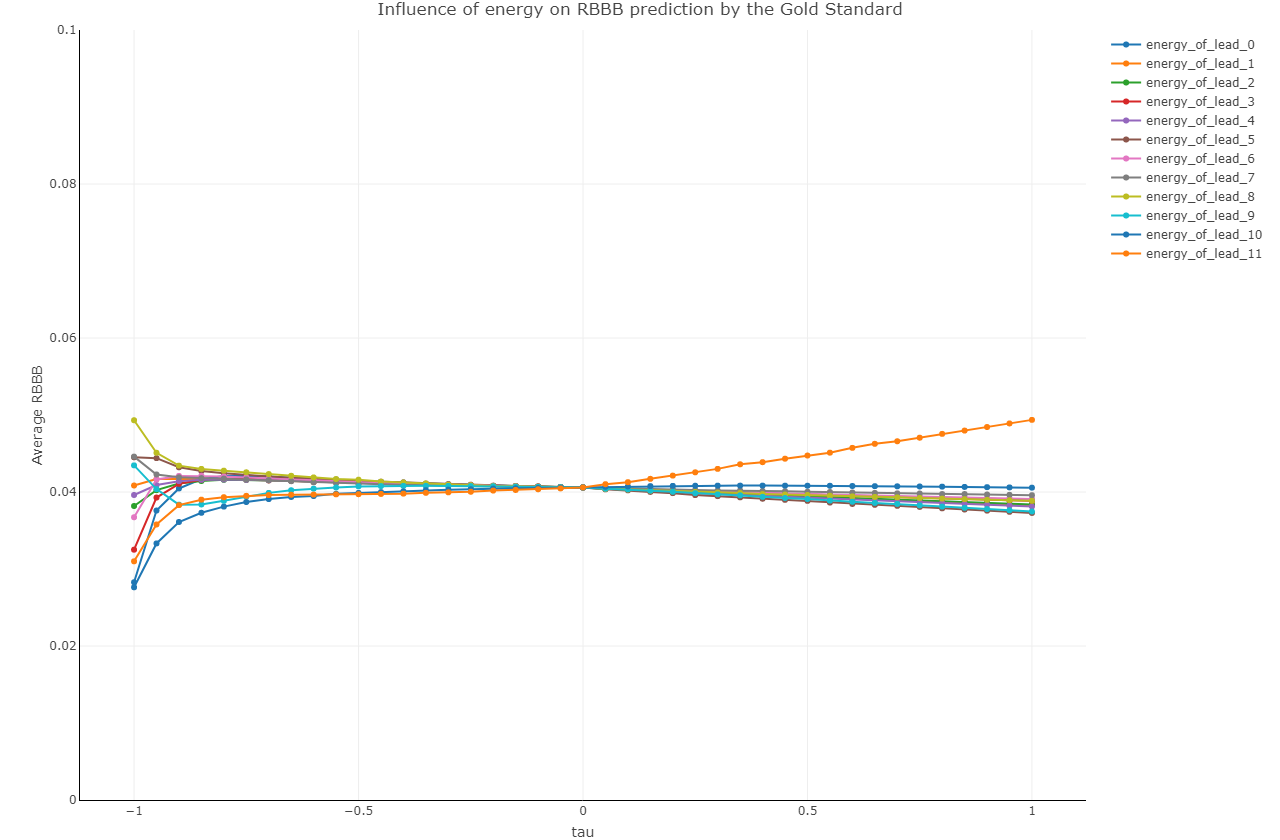 Influence of energy on RBBB prediction by the Gold Standard
0.1
0.08
0.06
0.04
0.02
0
Average RBBB
−1
−0.5
0
0.5
1
tau
energy_of_lead_0
energy_of_lead_1
energy_of_lead_2
energy_of_lead_3
energy_of_lead_4
energy_of_lead_5
energy_of_lead_6
energy_of_lead_7
energy_of_lead_8
energy_of_lead_9
energy_of_lead_10
energy_of_lead_11